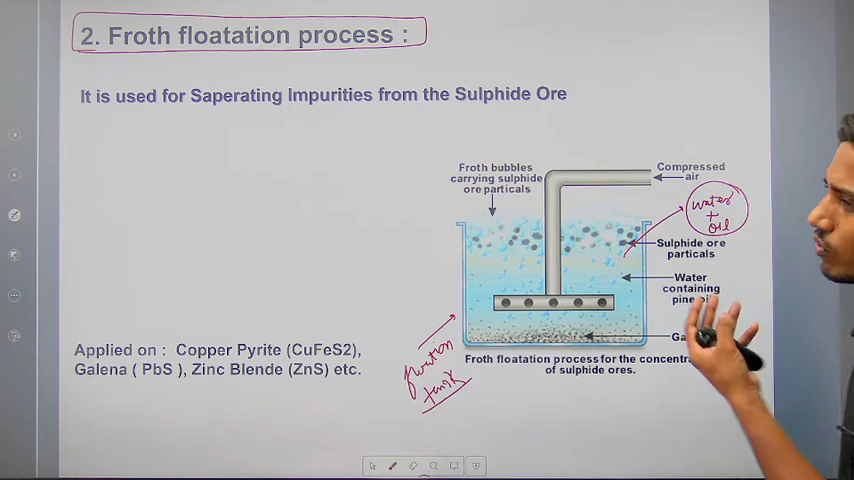 2. Froth floatation process :
It is used for Saperating Impurities from the Sulphide Ore
Froth bubbles
carrying sulphide
ore particals
Compressed
air
water
+
oil
Sulphide ore
particals
Water
containing
pine
Applied on : Copper Pyrite (CuFeS2),
Galena ( PbS ), Zinc Blende (ZnS) etc.
floation
tank
Froth floatation process for the
of sulphide ores.